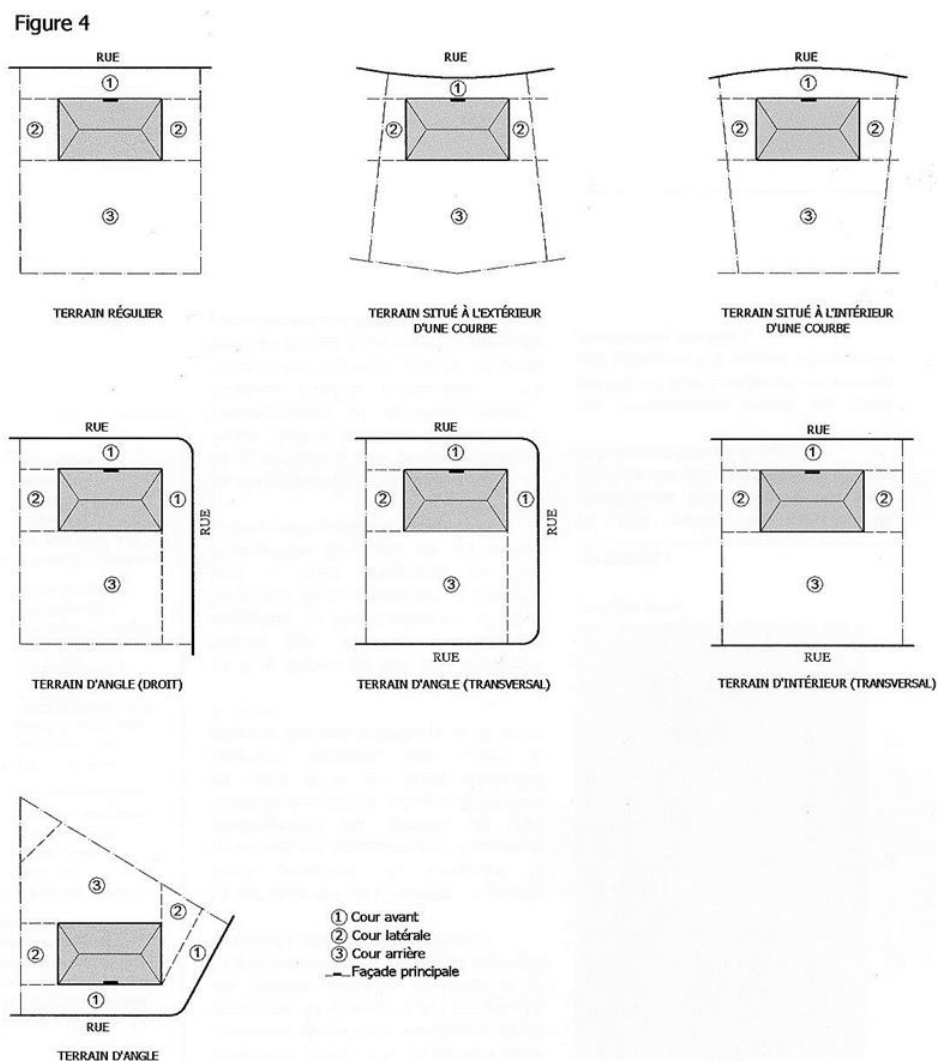 Figure 4
RUE
RUE
RUE
①
①
①
②
②
②
②
②
②
③
③
③
TERRAIN RÉGULIER
TERRAIN SITUÉ À L'EXTÉRIEUR
D'UNE COURBE
TERRAIN SITUÉ À L'INTÉRIEUR
D'UNE COURBE
RUE
RUE
RUE
①
①
①
②
①
②
①
②
②
RUE
RUE
③
③
③
RUE
RUE
TERRAIN D'ANGLE (DROIT)
TERRAIN D'ANGLE (TRANSVERSAL)
TERRAIN D'INTÉRIEUR (TRANSVERSAL)
③
②
②
①
①
RUE
TERRAIN D'ANGLE
① Cour avant
② Cour latérale
③ Cour arrière
Façade principale